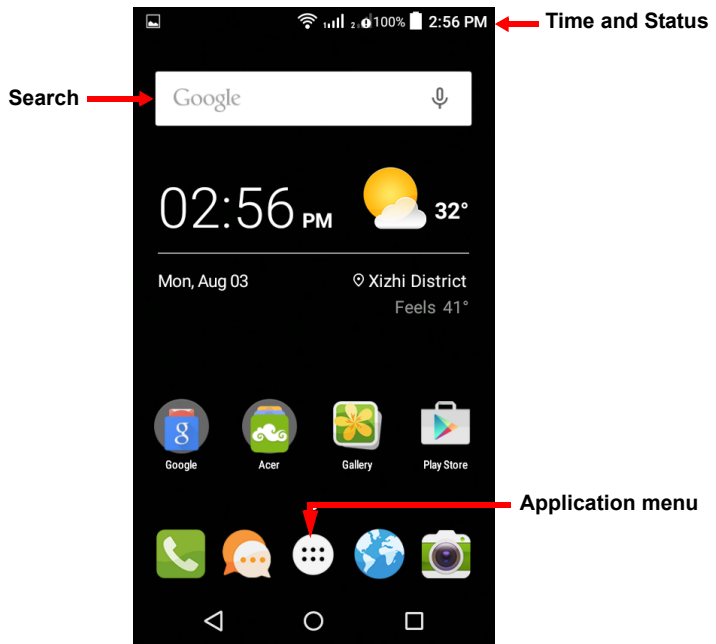 100% 2:56 PM
Time and Status
Search
Google
02:56 PM
32°
Mon, Aug 03
Xizhi District
Feels 41°
Google
Acer
Gallery
Play Store
Application menu